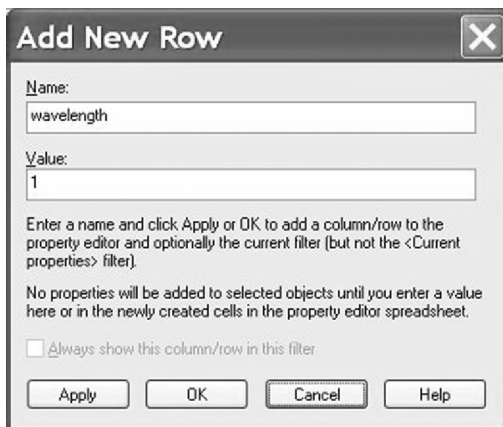 Add New Row
Name:
wavelength
Value:
1
Enter a name and click Apply or OK to add a column/row to the
property editor and optionally the current filter (but not the <Current
properties> filter).
No properties will be added to selected objects until you enter a value
here or in the newly created cells in the property editor spreadsheet.
Always show this column/row in this filter
Apply OK Cancel Help